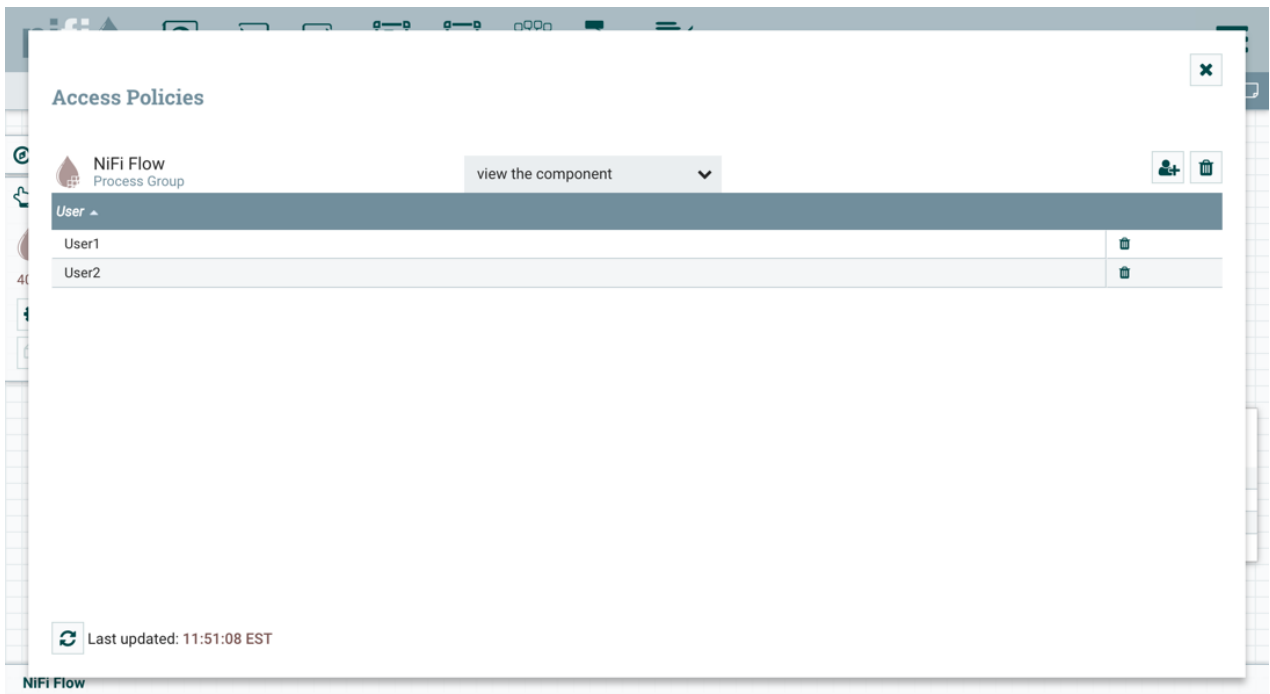 Access Policies
NiFi Flow
Process Group
view the component
User
User1
User2
Last updated: 11:51:08 EST
NiFi Flow